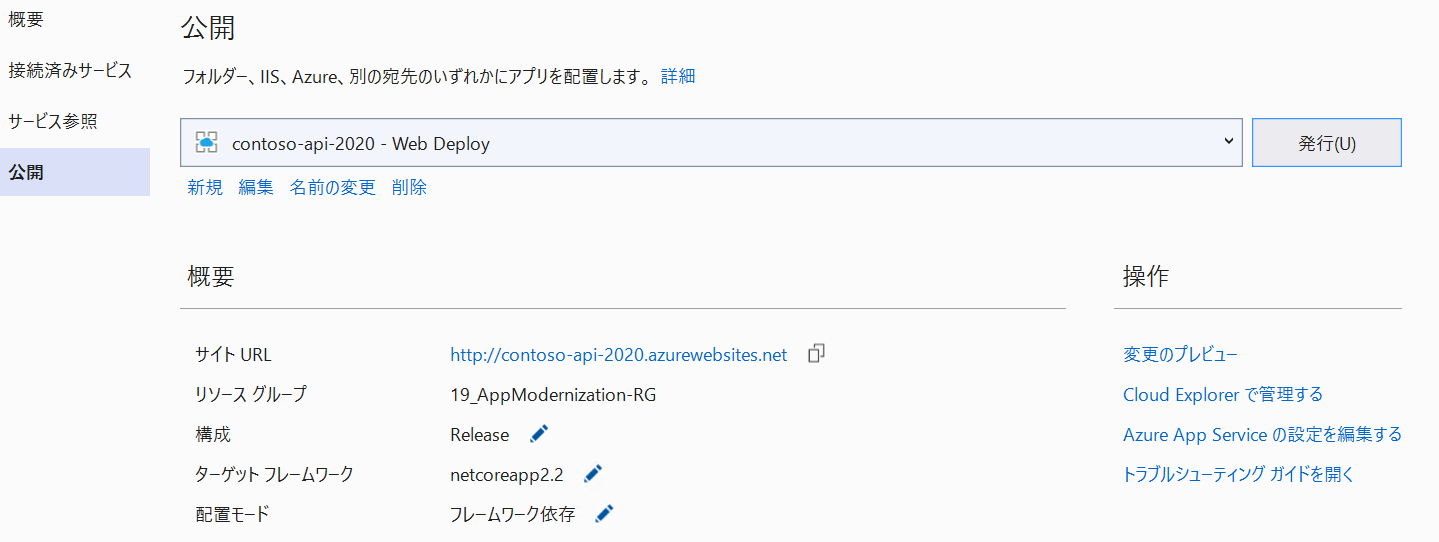 概要
接続済みサービス
サービス参照
公開
公開
フォルダー、IIS、Azure、別の宛先のいずれかにアプリを配置します。 詳細
contoso-api-2020 - Web Deploy
発行(U)
新規 編集 名前の変更 削除
概要
サイト URL http://contoso-api-2020.azurewebsites.net
リソース グループ 19_AppModernization-RG
構成 Release
ターゲット フレームワーク netcoreapp2.2
配置モード フレームワーク依存
操作
変更のプレビュー
Cloud Explorer で管理する
Azure App Service の設定を編集する
トラブルシューティング ガイドを開く